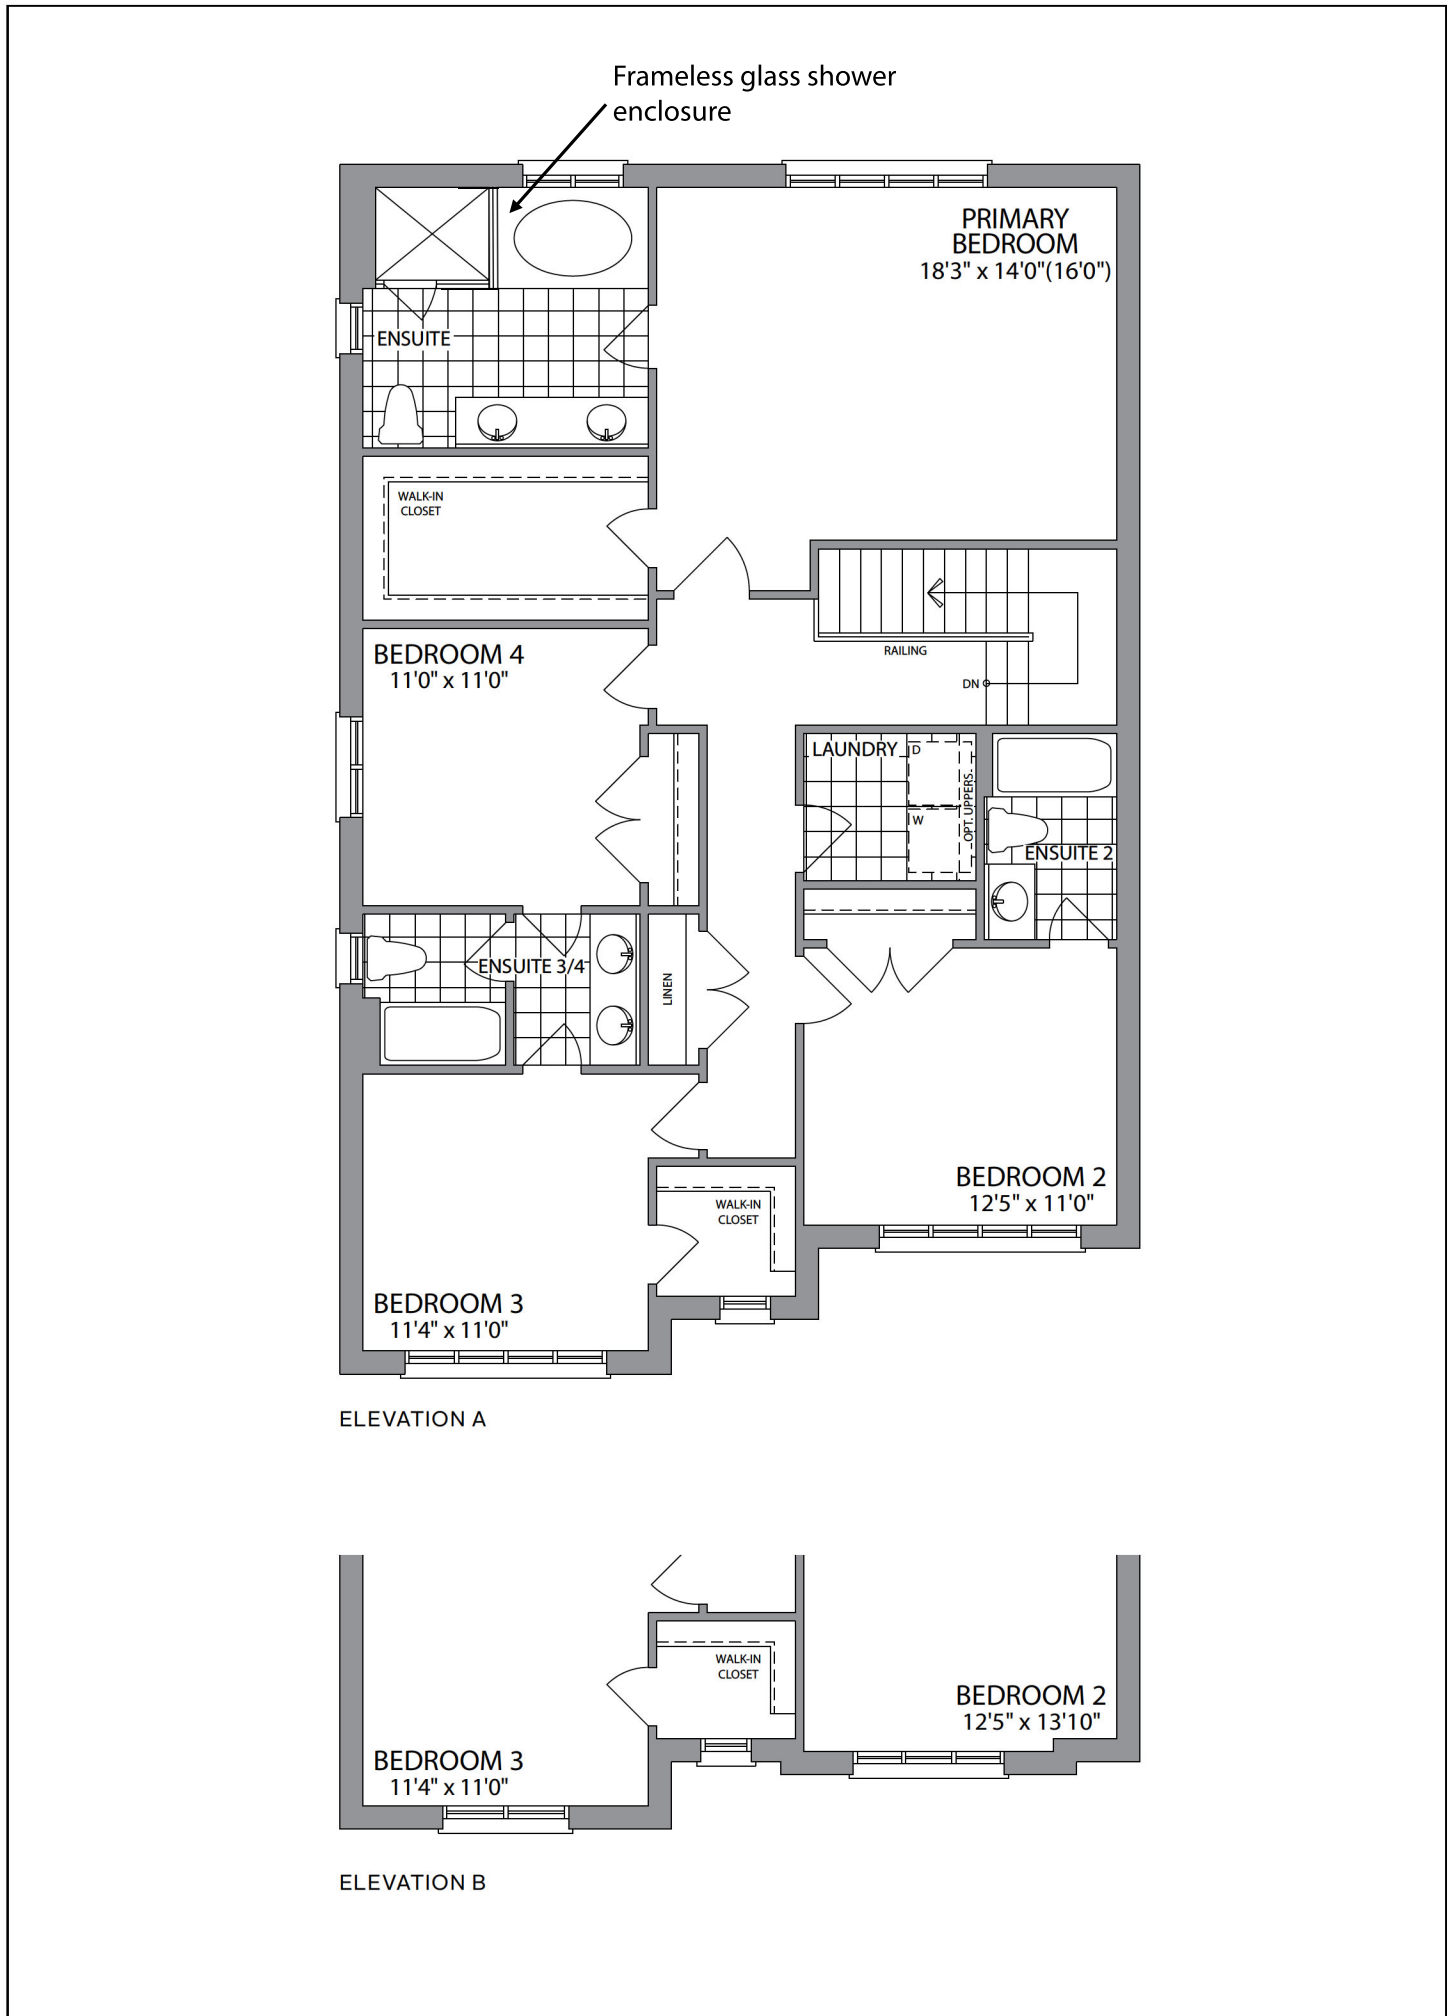 Frameless glass shower
enclosure
PRIMARY
BEDROOM
18'3" x 14'0"(16'0")
ENSUITE
WALK-IN
CLOSET
BEDROOM 4
11'0" x 11'0"
RAILING
DN
LAUNDRY
D
W
OPT. UPPERS
ENSUITE 2
ENSUITE 3/4
LINEN
BEDROOM 2
12'5" x 11'0"
WALK-IN
CLOSET
BEDROOM 3
11'4" x 11'0"
ELEVATION A
WALK-IN
CLOSET
BEDROOM 2
12'5" x 13'10"
BEDROOM 3
11'4" x 11'0"
ELEVATION B